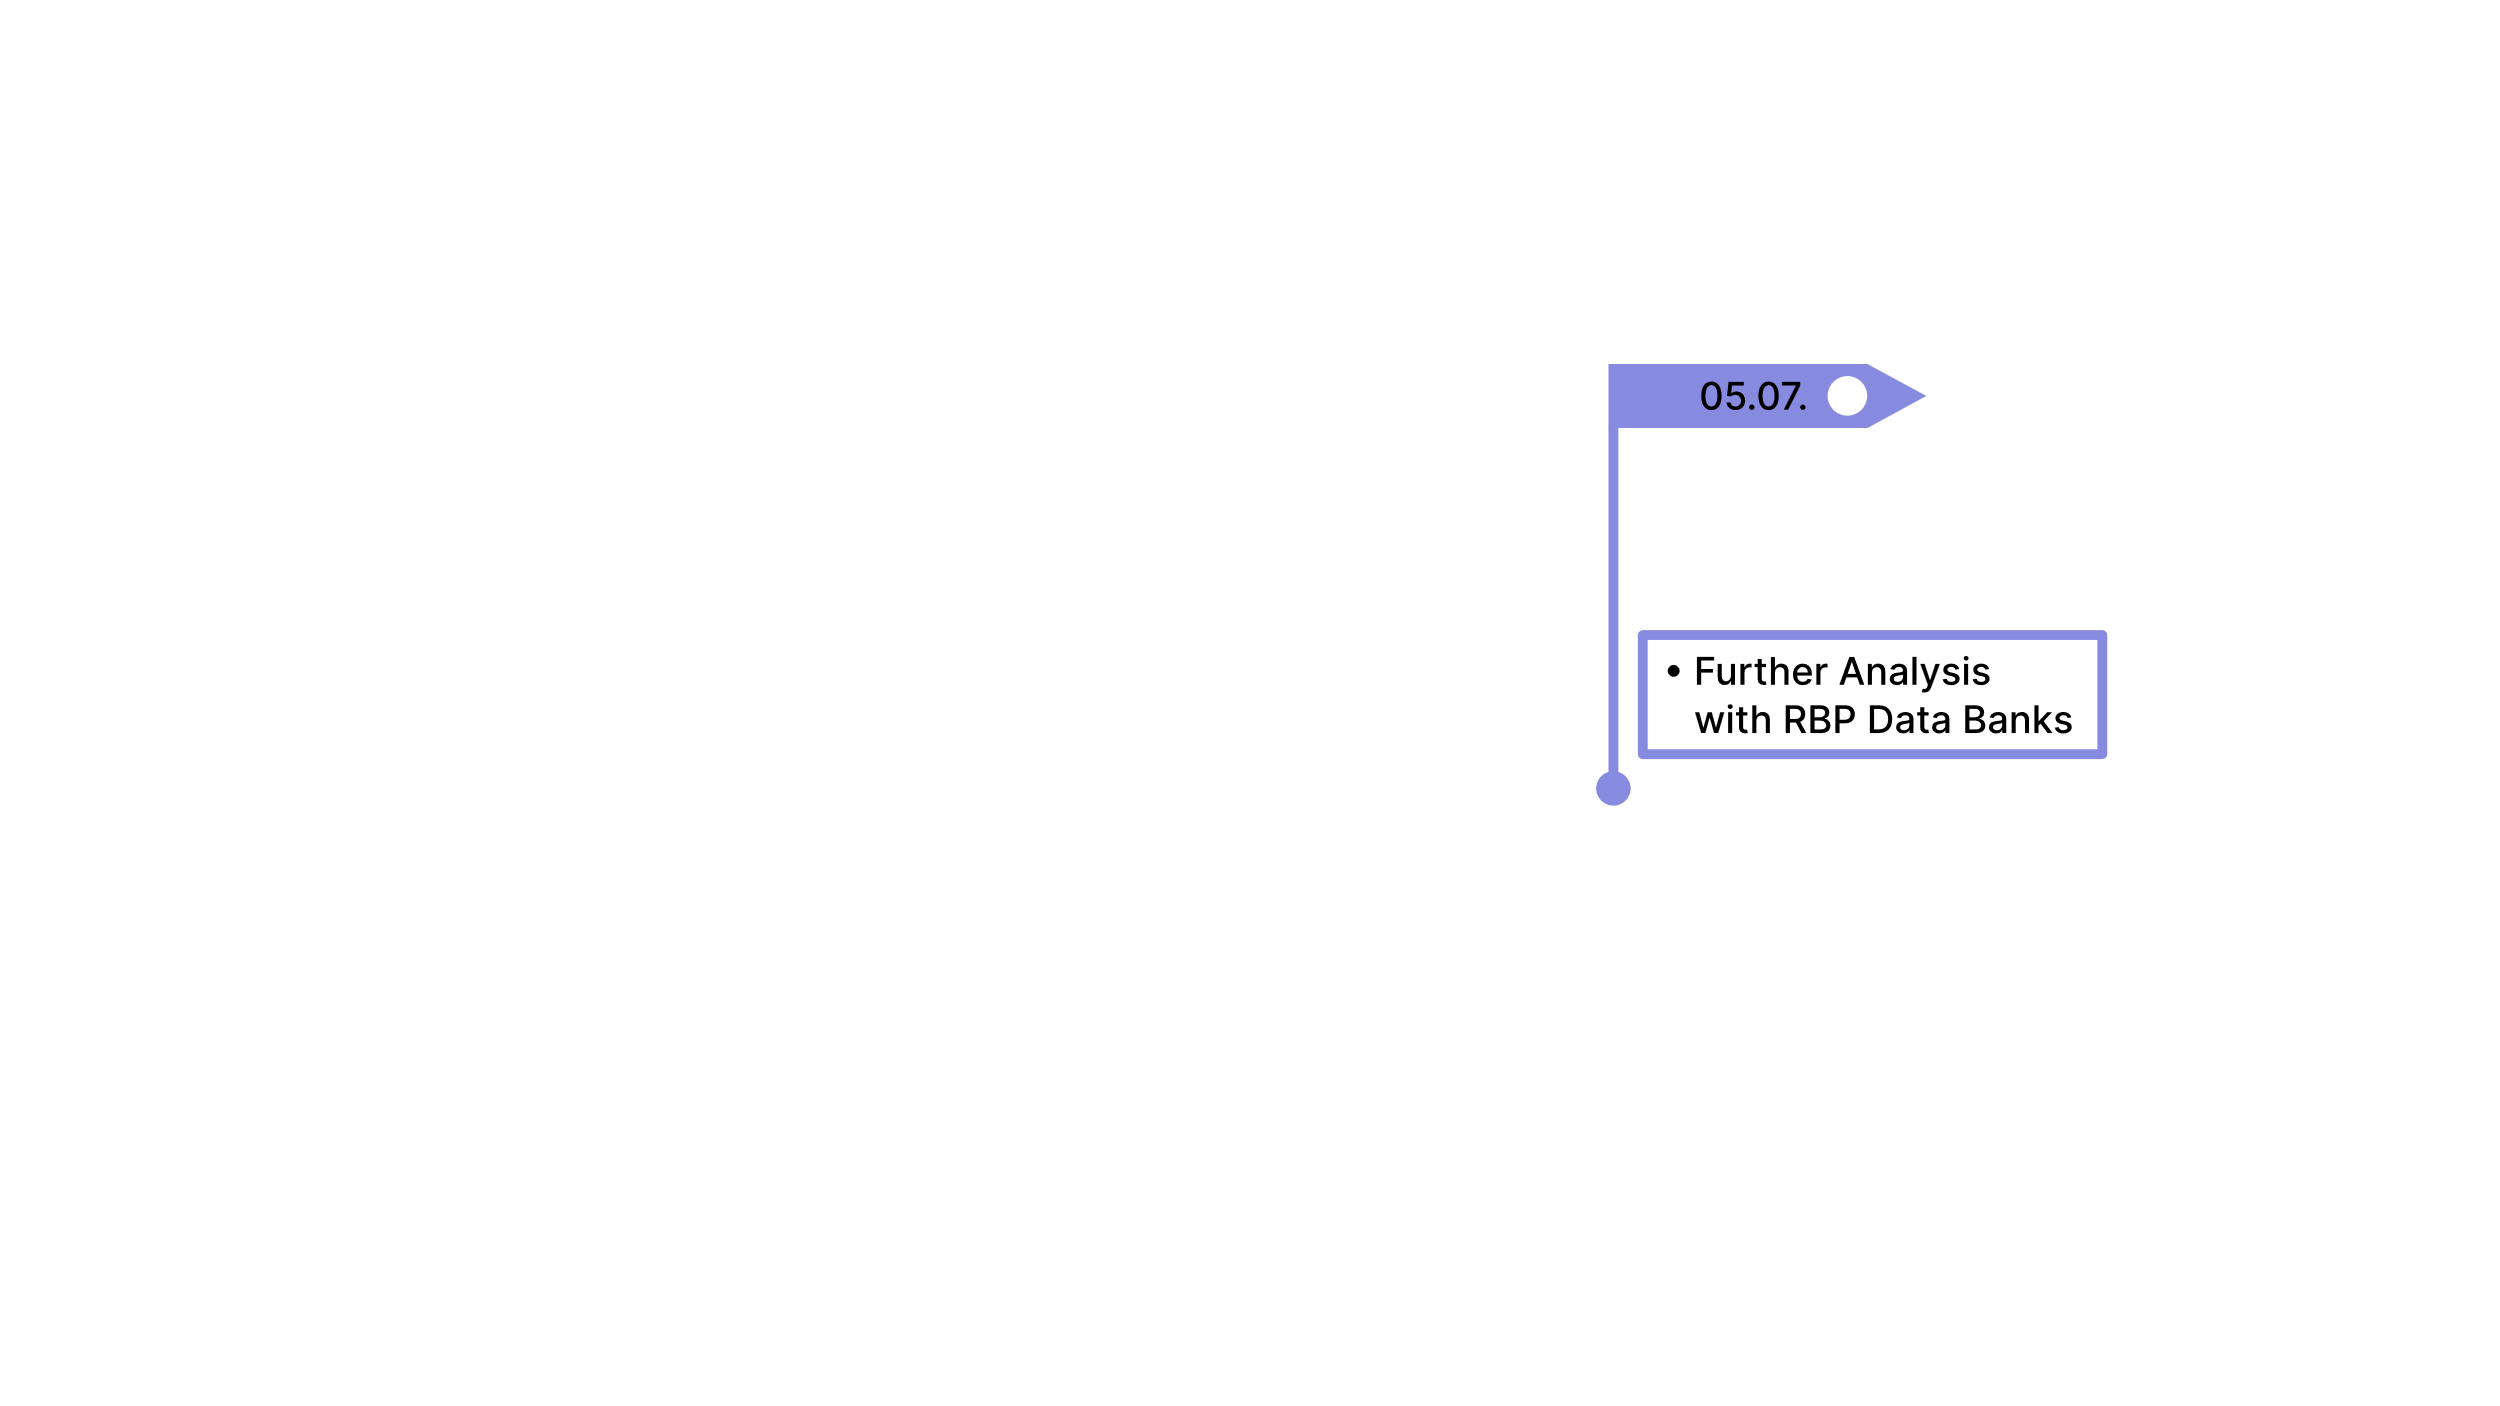 05.07.
• Further Analysis
with RBP Data Banks